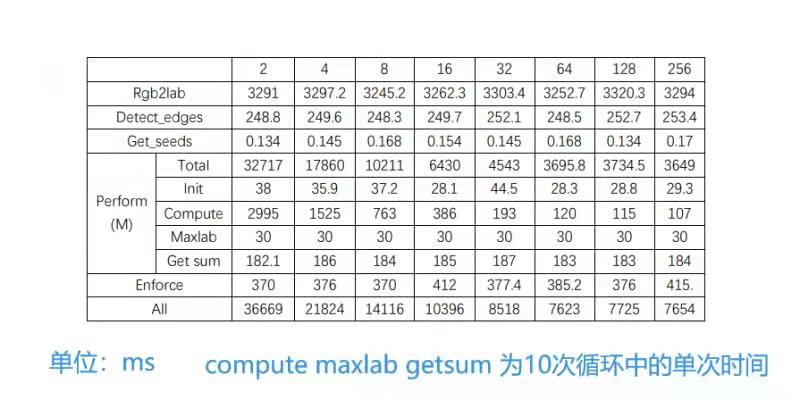 2 4 8 16 32 64 128 256
Rgb2lab 3291 3297.2 3245.2 3262.3 3303.4 3252.7 3320.3 3294
Detect_edges 248.8 249.6 248.3 249.7 252.1 248.5 252.7 253.4
Get_seeds 0.134 0.145 0.168 0.154 0.145 0.168 0.134 0.17
Perform (M)
Total 32717 17860 10211 6430 4543 3695.8 3734.5 3649
Init 38 35.9 37.2 28.1 44.5 28.3 28.8 29.3
Compute 2995 1525 763 386 193 120 115 107
Maxlab 30 30 30 30 30 30 30 30
Get sum 182.1 186 184 185 187 183 183 184
Enforce 370 376 370 412 377.4 385.2 376 415.
All 36669 21824 14116 10396 8518 7623 7725 7654
单位：ms compute maxlab getsum 为10次循环中的单次时间